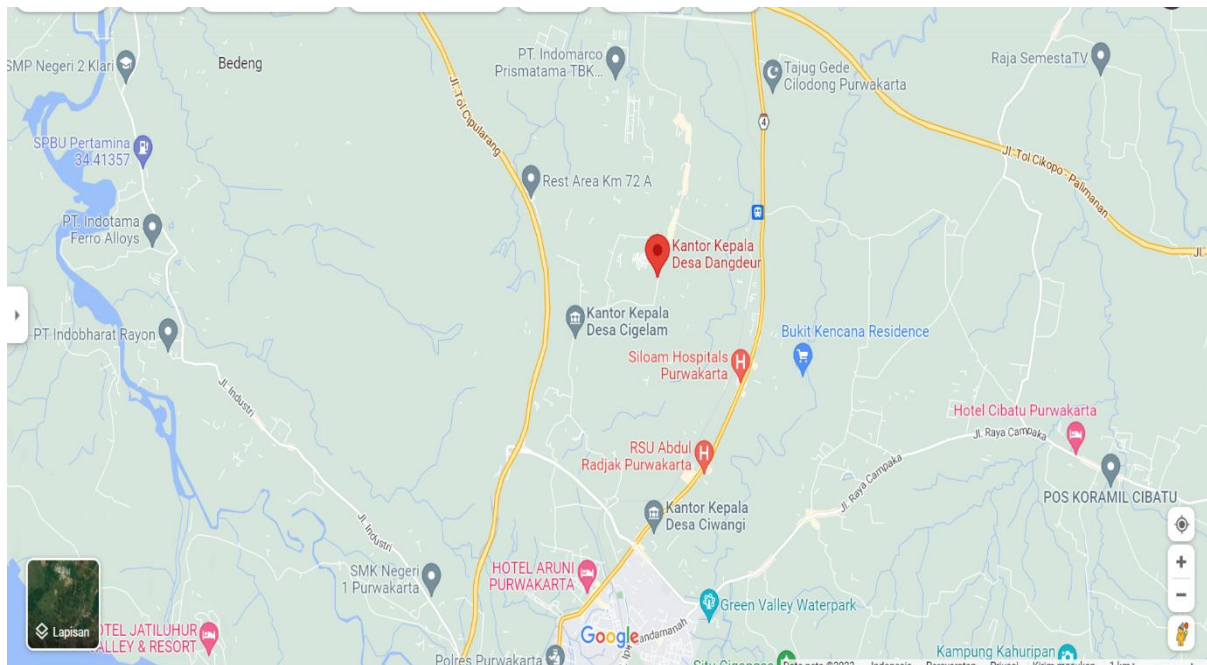 SMP Negeri 2 Klari
Bedeng
PT. Indomarco
Prismatama TBK...
Tajug Gede
Cilodong Purwakarta
Raja SemestaTV
Jl. Tol Cipularang
4
SPBU Pertamina
34.41357
Jl. Tol Cikopo - Palimanan
Rest Area Km 72 A
PT. Indotama
Ferro Alloys
Kantor Kepala
Desa Dangdeur
Jl.
Kantor Kepala
Desa Cigelam
PT Indobharat Rayon
Bukit Kencana Residence
Siloam Hospitals
Purwakarta
H
Jl. Industri
Hotel Cibatu Purwakarta
Jl. Raya Campaka
RSU Abdul
Radjak Purwakarta
H
Jl. Raya Campaka
POS KORAMIL CIBATU
Kantor Kepala
Desa Ciwangi
Jl. Industri
SMK Negeri
1 Purwakarta
HOTEL ARUNI
PURWAKARTA
Green Valley Waterpark
Lapisan
OTEL JATILUHUR
VALLEY & RESORT
Google
andamanah
Polres Purwakarta
Kampung Kahuripan